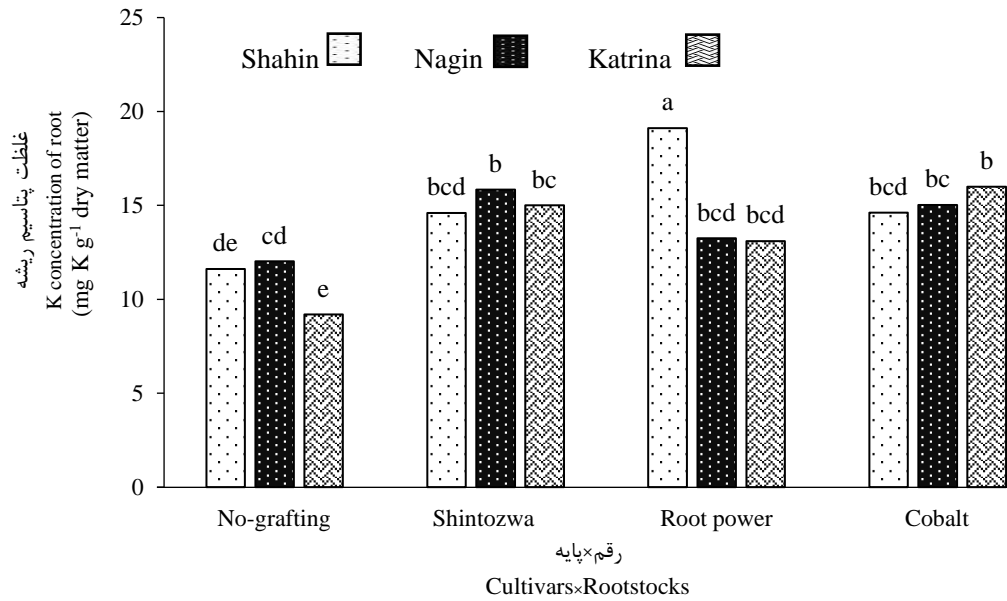 25
Shahin Nagin Katrina
20
a
غلظت پتاسیم ریشه
K concentration of root
(mg K g-1 dry matter)
bcd b bc
bcd bcd
bcd bc b
15
de cd e
10
5
0
No-grafting Shintozwa Root power Cobalt
رقم×پایه
Cultivars×Rootstocks